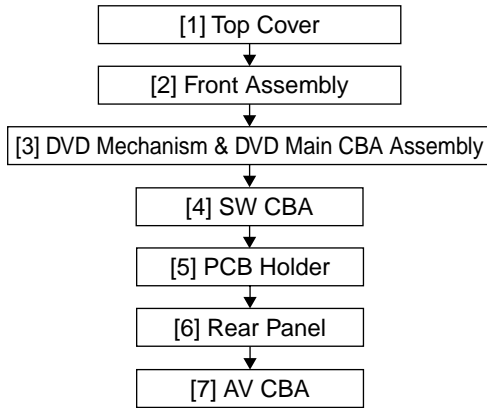 [1] Top Cover
[2] Front Assembly
[3] DVD Mechanism & DVD Main CBA Assembly
[4] SW CBA
[5] PCB Holder
[6] Rear Panel
[7] AV CBA